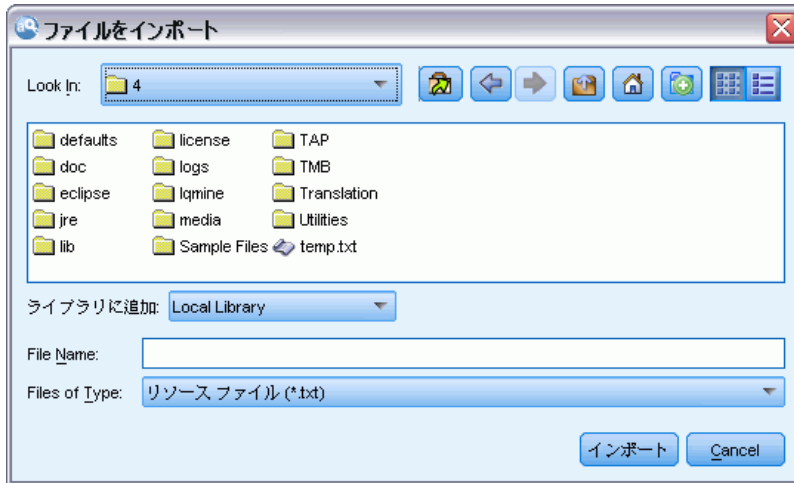 ファイルをインポート
Look In: 4
defaults license TAP
doc logs TMB
eclipse lqmine Translation
jre media Utilities
lib Sample Files temp.txt
ライブラリに追加: Local Library
File Name:
Files of Type: リソース ファイル (*.txt)
インポート Cancel